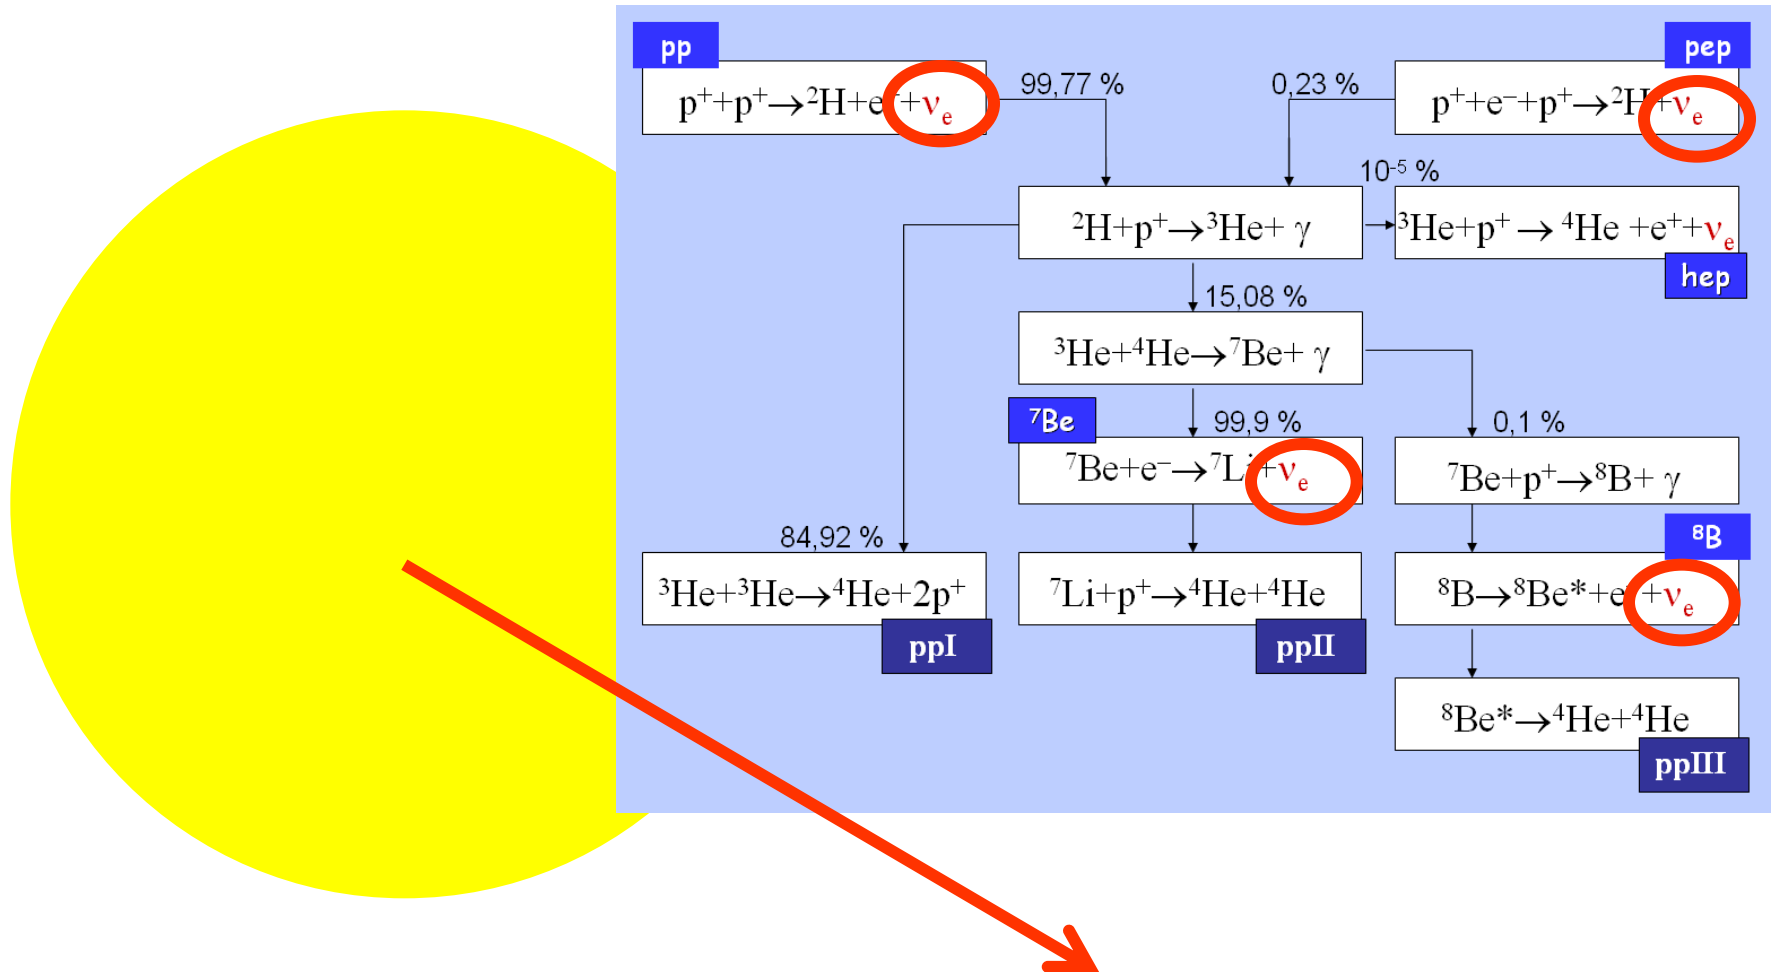 pp
pep
p⁺+p⁺→²H+e⁺+νₑ
99,77 %
0,23 %
p⁺+e⁻+p⁺→²H+νₑ
10⁻⁵ %
²H+p⁺→³He+ γ
³He+p⁺ → ⁴He +e⁺+νₑ
hep
15,08 %
³He+⁴He→⁷Be+ γ
⁷Be
99,9 %
0,1 %
⁷Be+e⁻→⁷Li+νₑ
⁷Be+p⁺→⁸B+ γ
84,92 %
⁸B
³He+³He→⁴He+2p⁺
⁷Li+p⁺→⁴He+⁴He
⁸B→⁸Be*+e⁺+νₑ
ppI
ppII
⁸Be*→⁴He+⁴He
ppIII